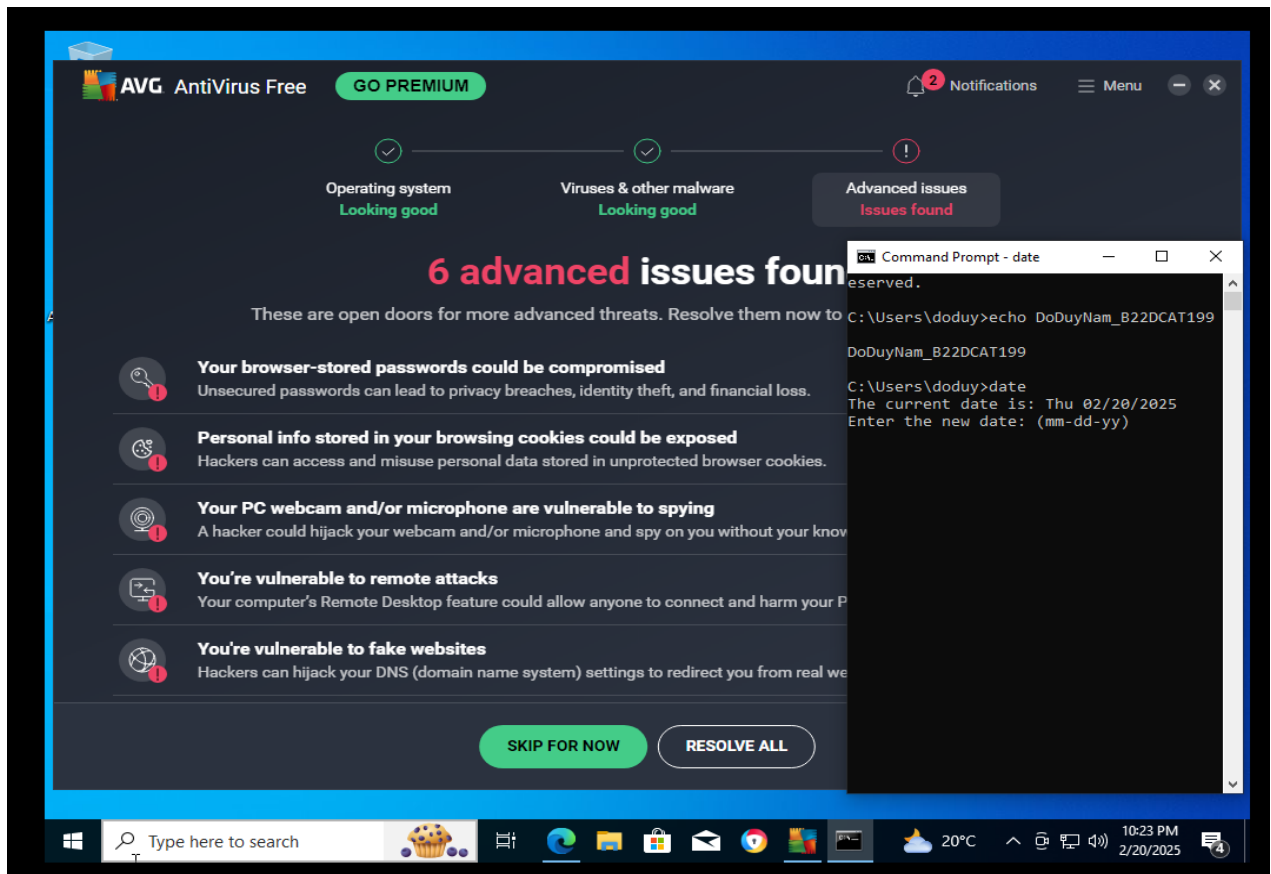 AVG AntiVirus Free
GO PREMIUM
2
Notifications
Menu
Operating system
Looking good
Viruses & other malware
Looking good
Advanced issues
Issues found
6 advanced issues foun
These are open doors for more advanced threats. Resolve them now to
Your browser-stored passwords could be compromised
Unsecured passwords can lead to privacy breaches, identity theft, and financial loss.
Personal info stored in your browsing cookies could be exposed
Hackers can access and misuse personal data stored in unprotected browser cookies.
Your PC webcam and/or microphone are vulnerable to spying
A hacker could hijack your webcam and/or microphone and spy on you without your know
You’re vulnerable to remote attacks
Your computer’s Remote Desktop feature could allow anyone to connect and harm your P
You're vulnerable to fake websites
Hackers can hijack your DNS (domain name system) settings to redirect you from real we
SKIP FOR NOW
RESOLVE ALL
Command Prompt - date
eserved.
C:\Users\doduy>echo DoDuyNam_B22DCAT199
DoDuyNam_B22DCAT199
C:\Users\doduy>date
The current date is: Thu 02/20/2025
Enter the new date: (mm-dd-yy)
Type here to search
20°C
10:23 PM
2/20/2025
4